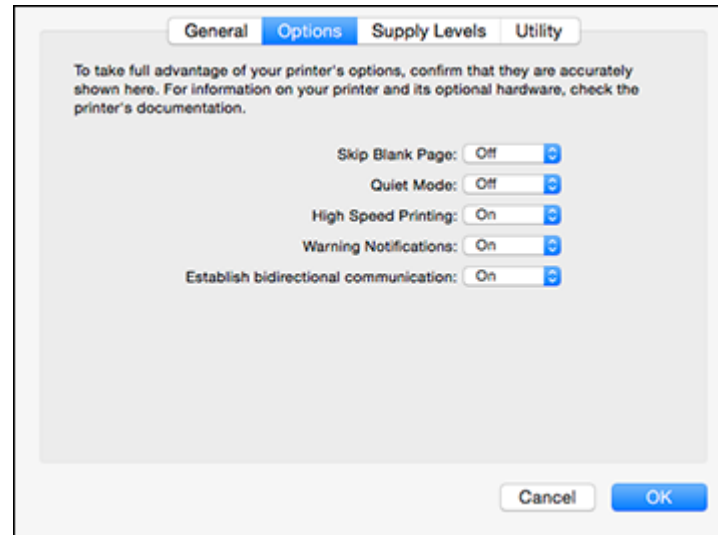 General Options Supply Levels Utility
To take full advantage of your printer's options, confirm that they are accurately
shown here. For information on your printer and its optional hardware, check the
printer's documentation.
Skip Blank Page: Off
Quiet Mode: Off
High Speed Printing: On
Warning Notifications: On
Establish bidirectional communication: On
Cancel OK